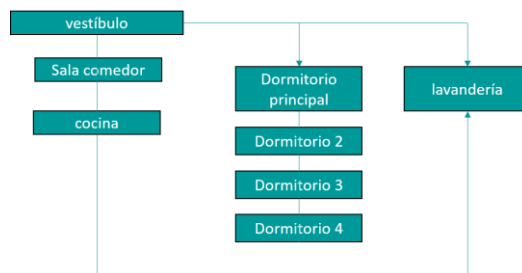 vestíbulo
Sala comedor
cocina
Dormitorio
principal
Dormitorio 2
Dormitorio 3
Dormitorio 4
lavandería